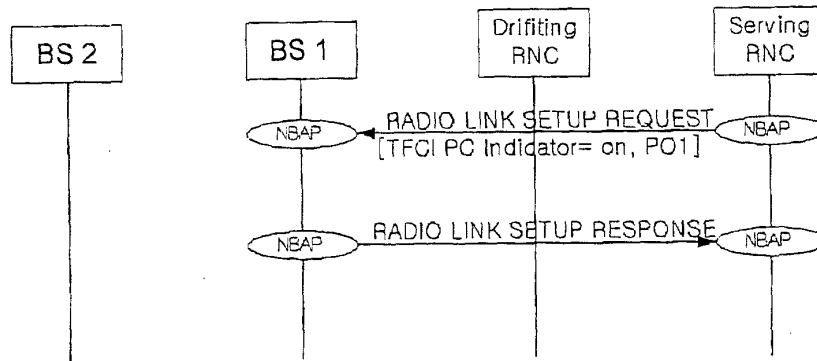 BS 2
BS 1
Drifiting
RNC
Serving
RNC
RADIO LINK SETUP REQUEST
NBAP
NBAP
[TFCI PC Indicator= on, PO1]
RADIO LINK SETUP RESPONSE
NBAP
NBAP